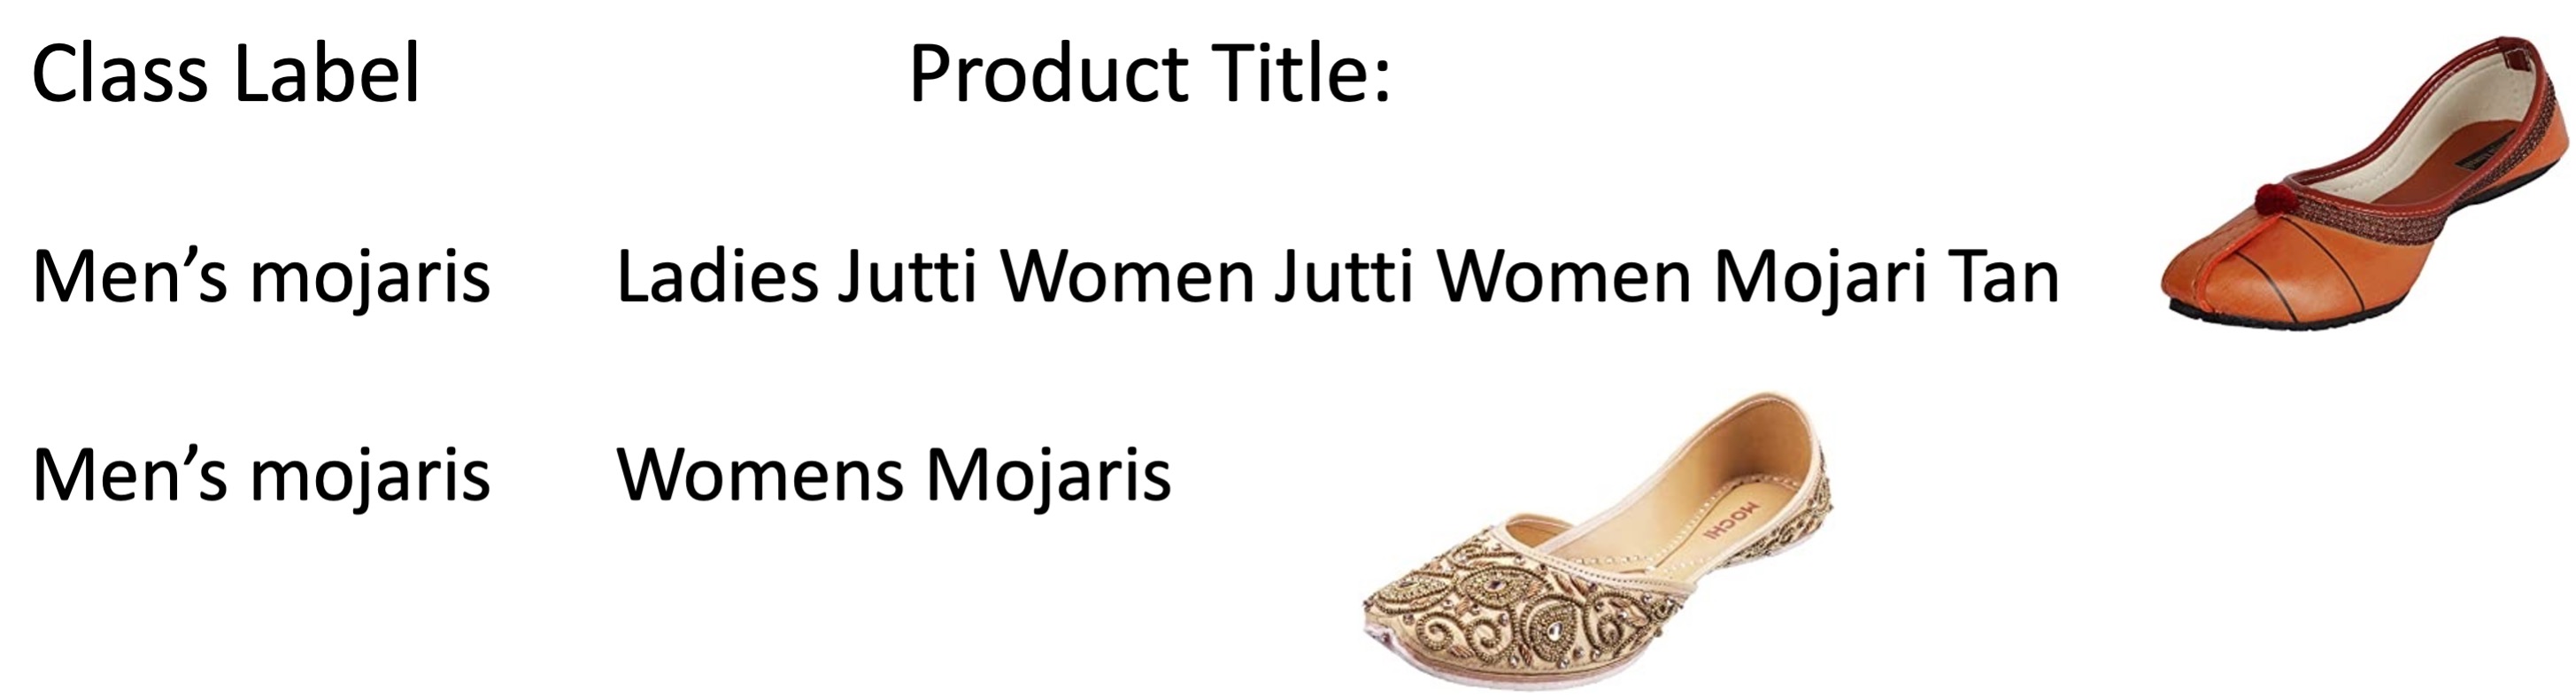 Class Label Product Title:
Men’s mojaris Ladies Jutti Women Jutti Women Mojari Tan
Men’s mojaris Womens Mojaris
MOCHI